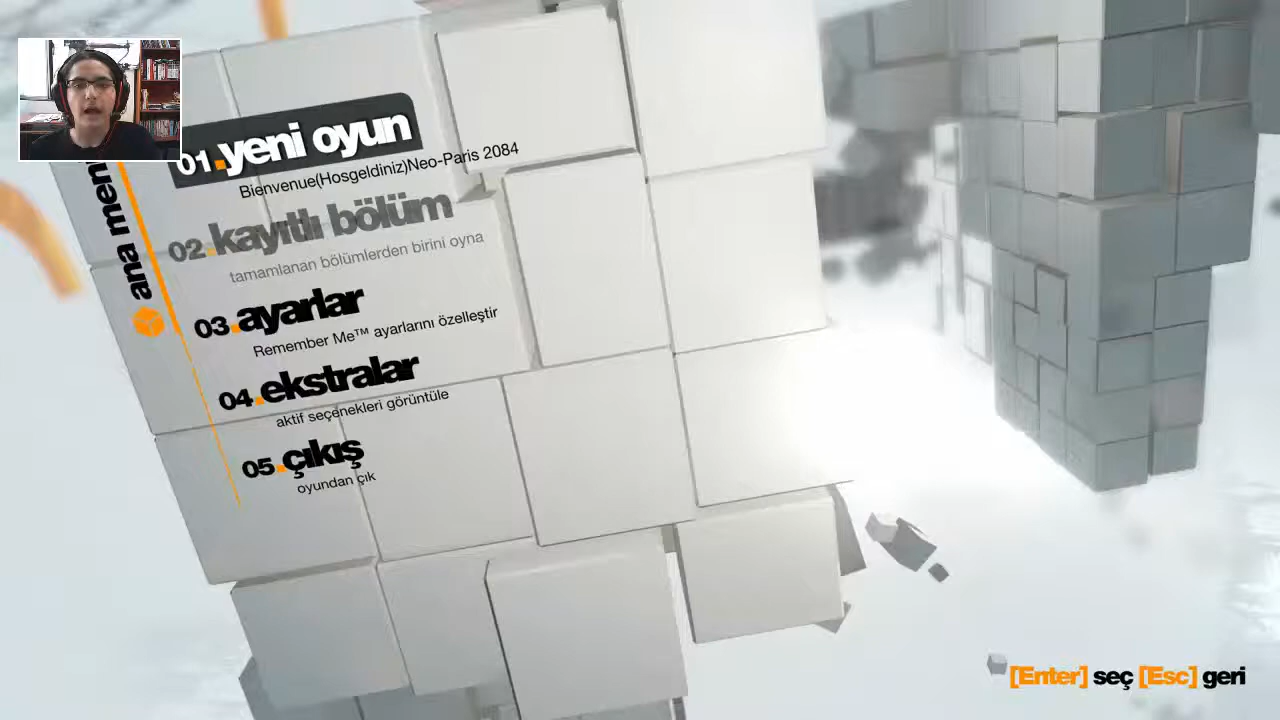 ana men
01.yeni oyun
Bienvenue(Hosgeldiniz)Neo-Paris 2084
02.kayıtlı bölüm
tamamlanan bölümlerden birini oyna
03.ayarlar
Remember Me™ ayarlarını özelleştir
04.ekstralar
aktif seçenekleri görüntüle
05.çıkış
oyundan çık
[Enter] seç [Esc] geri